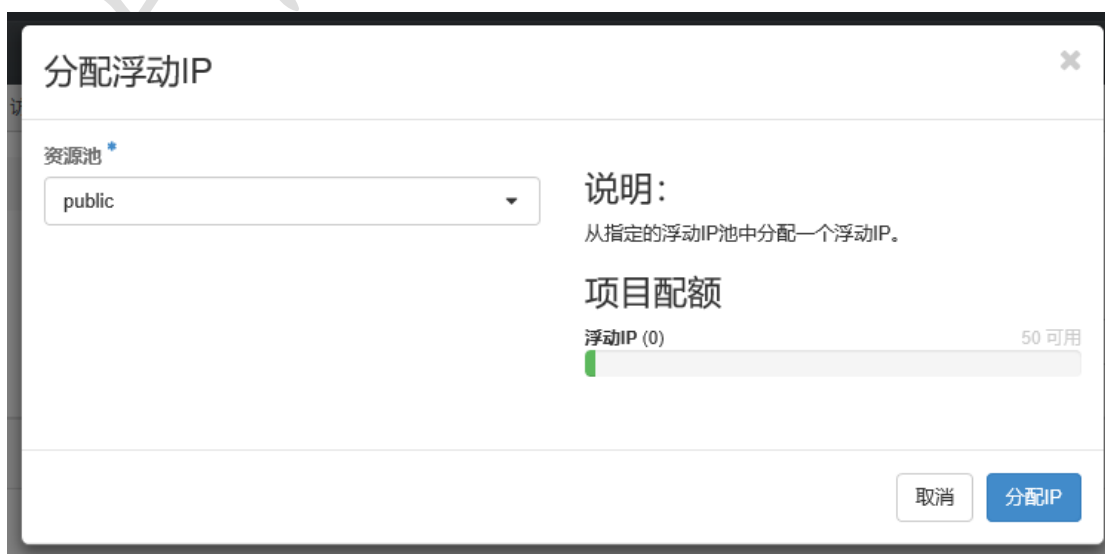 分配浮动IP
资源池 *
public
说明:
从指定的浮动IP池中分配一个浮动IP。
项目配额
浮动IP (0) 50 可用
取消 分配IP